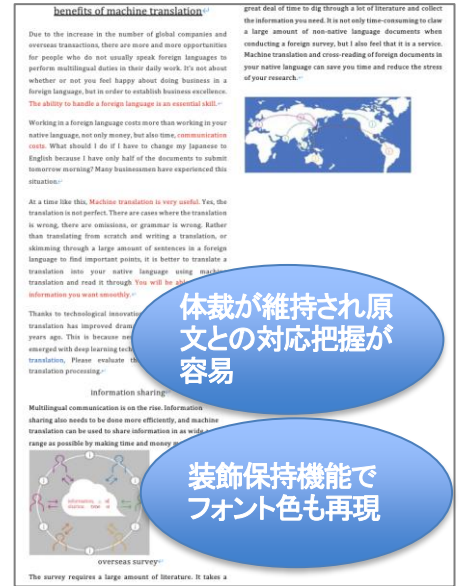 benefits of machine translation
Due to the increase in the number of global companies and
overseas transactions, there are more and more opportunities
for people who do not usually speak foreign languages to
perform multilingual duties in their daily work. It's not about
whether or not you feel happy about doing business in a
foreign language, but in order to establish business excellence.
The ability to handle a foreign language is an essential skill.
Working in a foreign language costs more than working in your
native language, not only money, but also time, communication
costs. What should I do if I have to change my Japanese to
English because I have only half of the documents to submit
tomorrow morning? Many businessmen have experienced this
situation
At a time like this, Machine translation is very useful. Yes, the
translation is not perfect. There are cases where the translation
is wrong, there are omissions, or grammar is wrong. Rather
than translating from scratch and writing a translation, or
skimming through a large amount of sentences in a foreign
language to find important points, it is better to translate a
translation into your native language using machine
translation and read it through You will be
information you want smoothly.
Thanks to technological
translation has improved
years ago. This is because
emerged with deep learning
translation, Please evaluate
translation processing.
information sharing
Multilingual communication is on the rise. Information
sharing also needs to be done more efficiently, and machine
translation can be used to share information in as wide
range as possible by making time and money
overseas survey
The survey requires a large amount of literature. It takes a
great deal of time to dig through a lot of literature and collect
the information you need. It is not only time-consuming to claw
a large amount of non-native language documents when
conducting a foreign survey, but I also feel that it is a service.
Machine translation and cross-reading of foreign documents in
your native language can save you time and reduce the stress
of your research.
体裁が維持され原
文との対応把握が
容易
装飾保持機能で
フォント色も再現